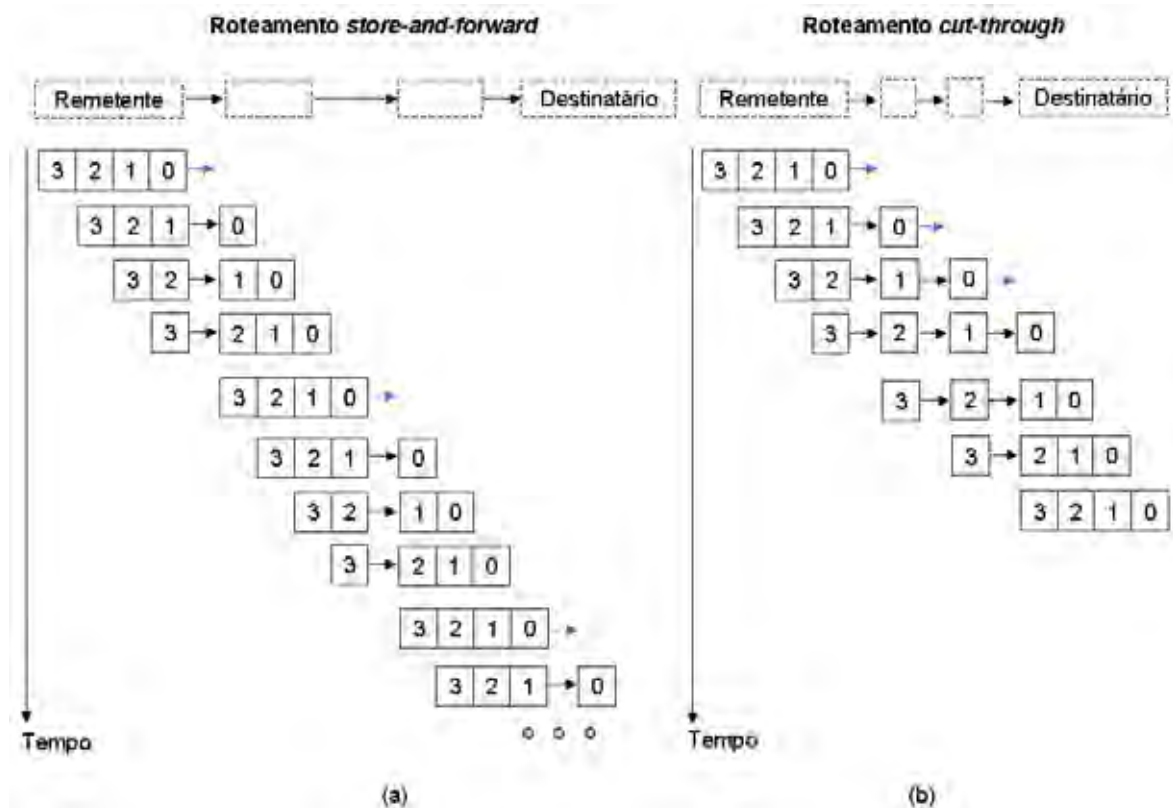 Roteamento store-and-forward
Remetente
Destinatário
3 2 1 0
3 2 1 0
3 2 1 0
3 2 1 0
3 2 1 0
3 2 1 0
3 2 1 0
3 2 1 0
3 2 1 0
3 2 1 0
Tempo
(a)
Roteamento cut-through
Remetente
Destinatário
3 2 1 0
3 2 1 0
3 2 1 0
3 2 1 0
3 2 1 0
3 2 1 0
3 2 1 0
Tempo
(b)